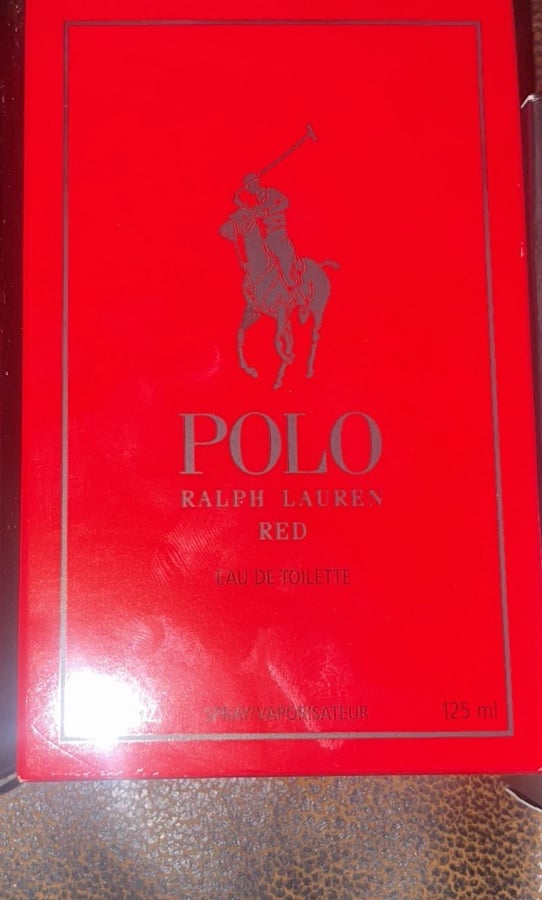 POLO
RALPH LAUREN
RED
EAU DE TOILETTE
SPRAY/VAPORISATEUR 125 ml